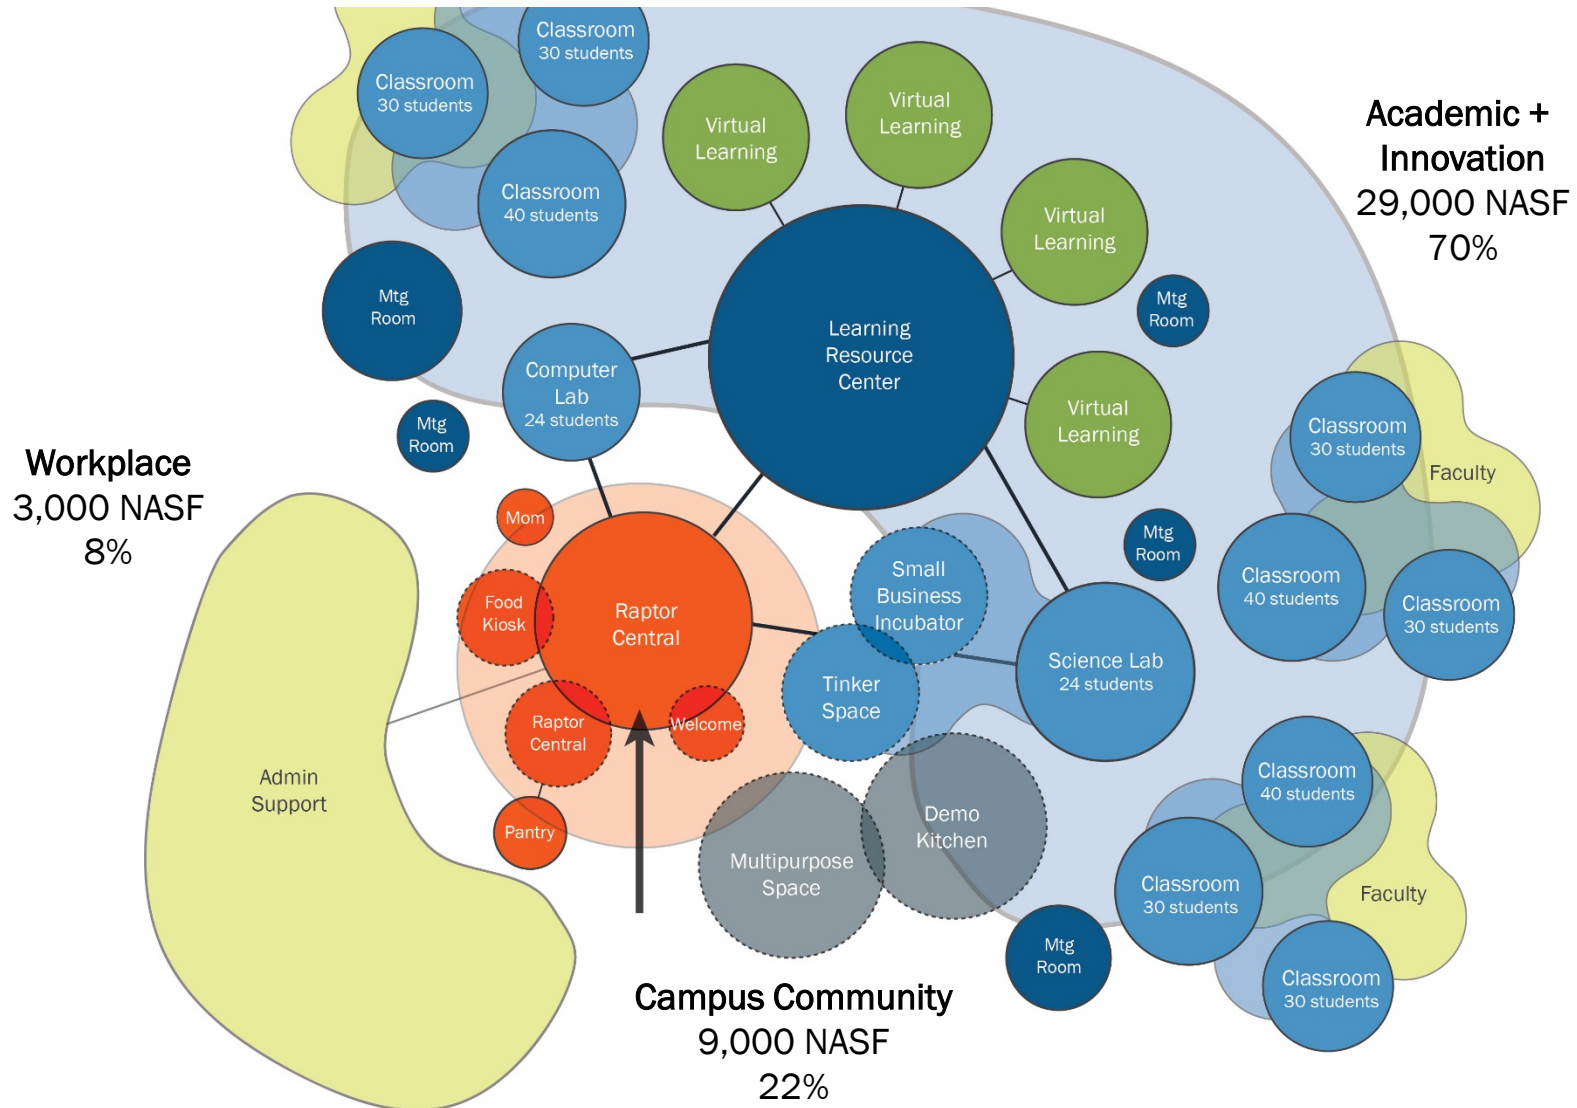 Classroom
30 students
Classroom
30 students
Classroom
40 students
Virtual
Learning
Virtual
Learning
Virtual
Learning
Virtual
Learning
Academic +
Innovation
29,000 NASF
70%
Mtg
Room
Mtg
Room
Learning
Resource
Center
Computer
Lab
24 students
Mtg
Room
Classroom
30 students
Faculty
Classroom
40 students
Classroom
30 students
Workplace
3,000 NASF
8%
Mom
Food
Kiosk
Raptor
Central
Small
Business
Incubator
Mtg
Room
Science Lab
24 students
Tinker
Space
Raptor
Central
Welcome
Admin
Support
Pantry
Multipurpose
Space
Demo
Kitchen
Classroom
40 students
Classroom
30 students
Faculty
Mtg
Room
Classroom
30 students
Campus Community
9,000 NASF
22%